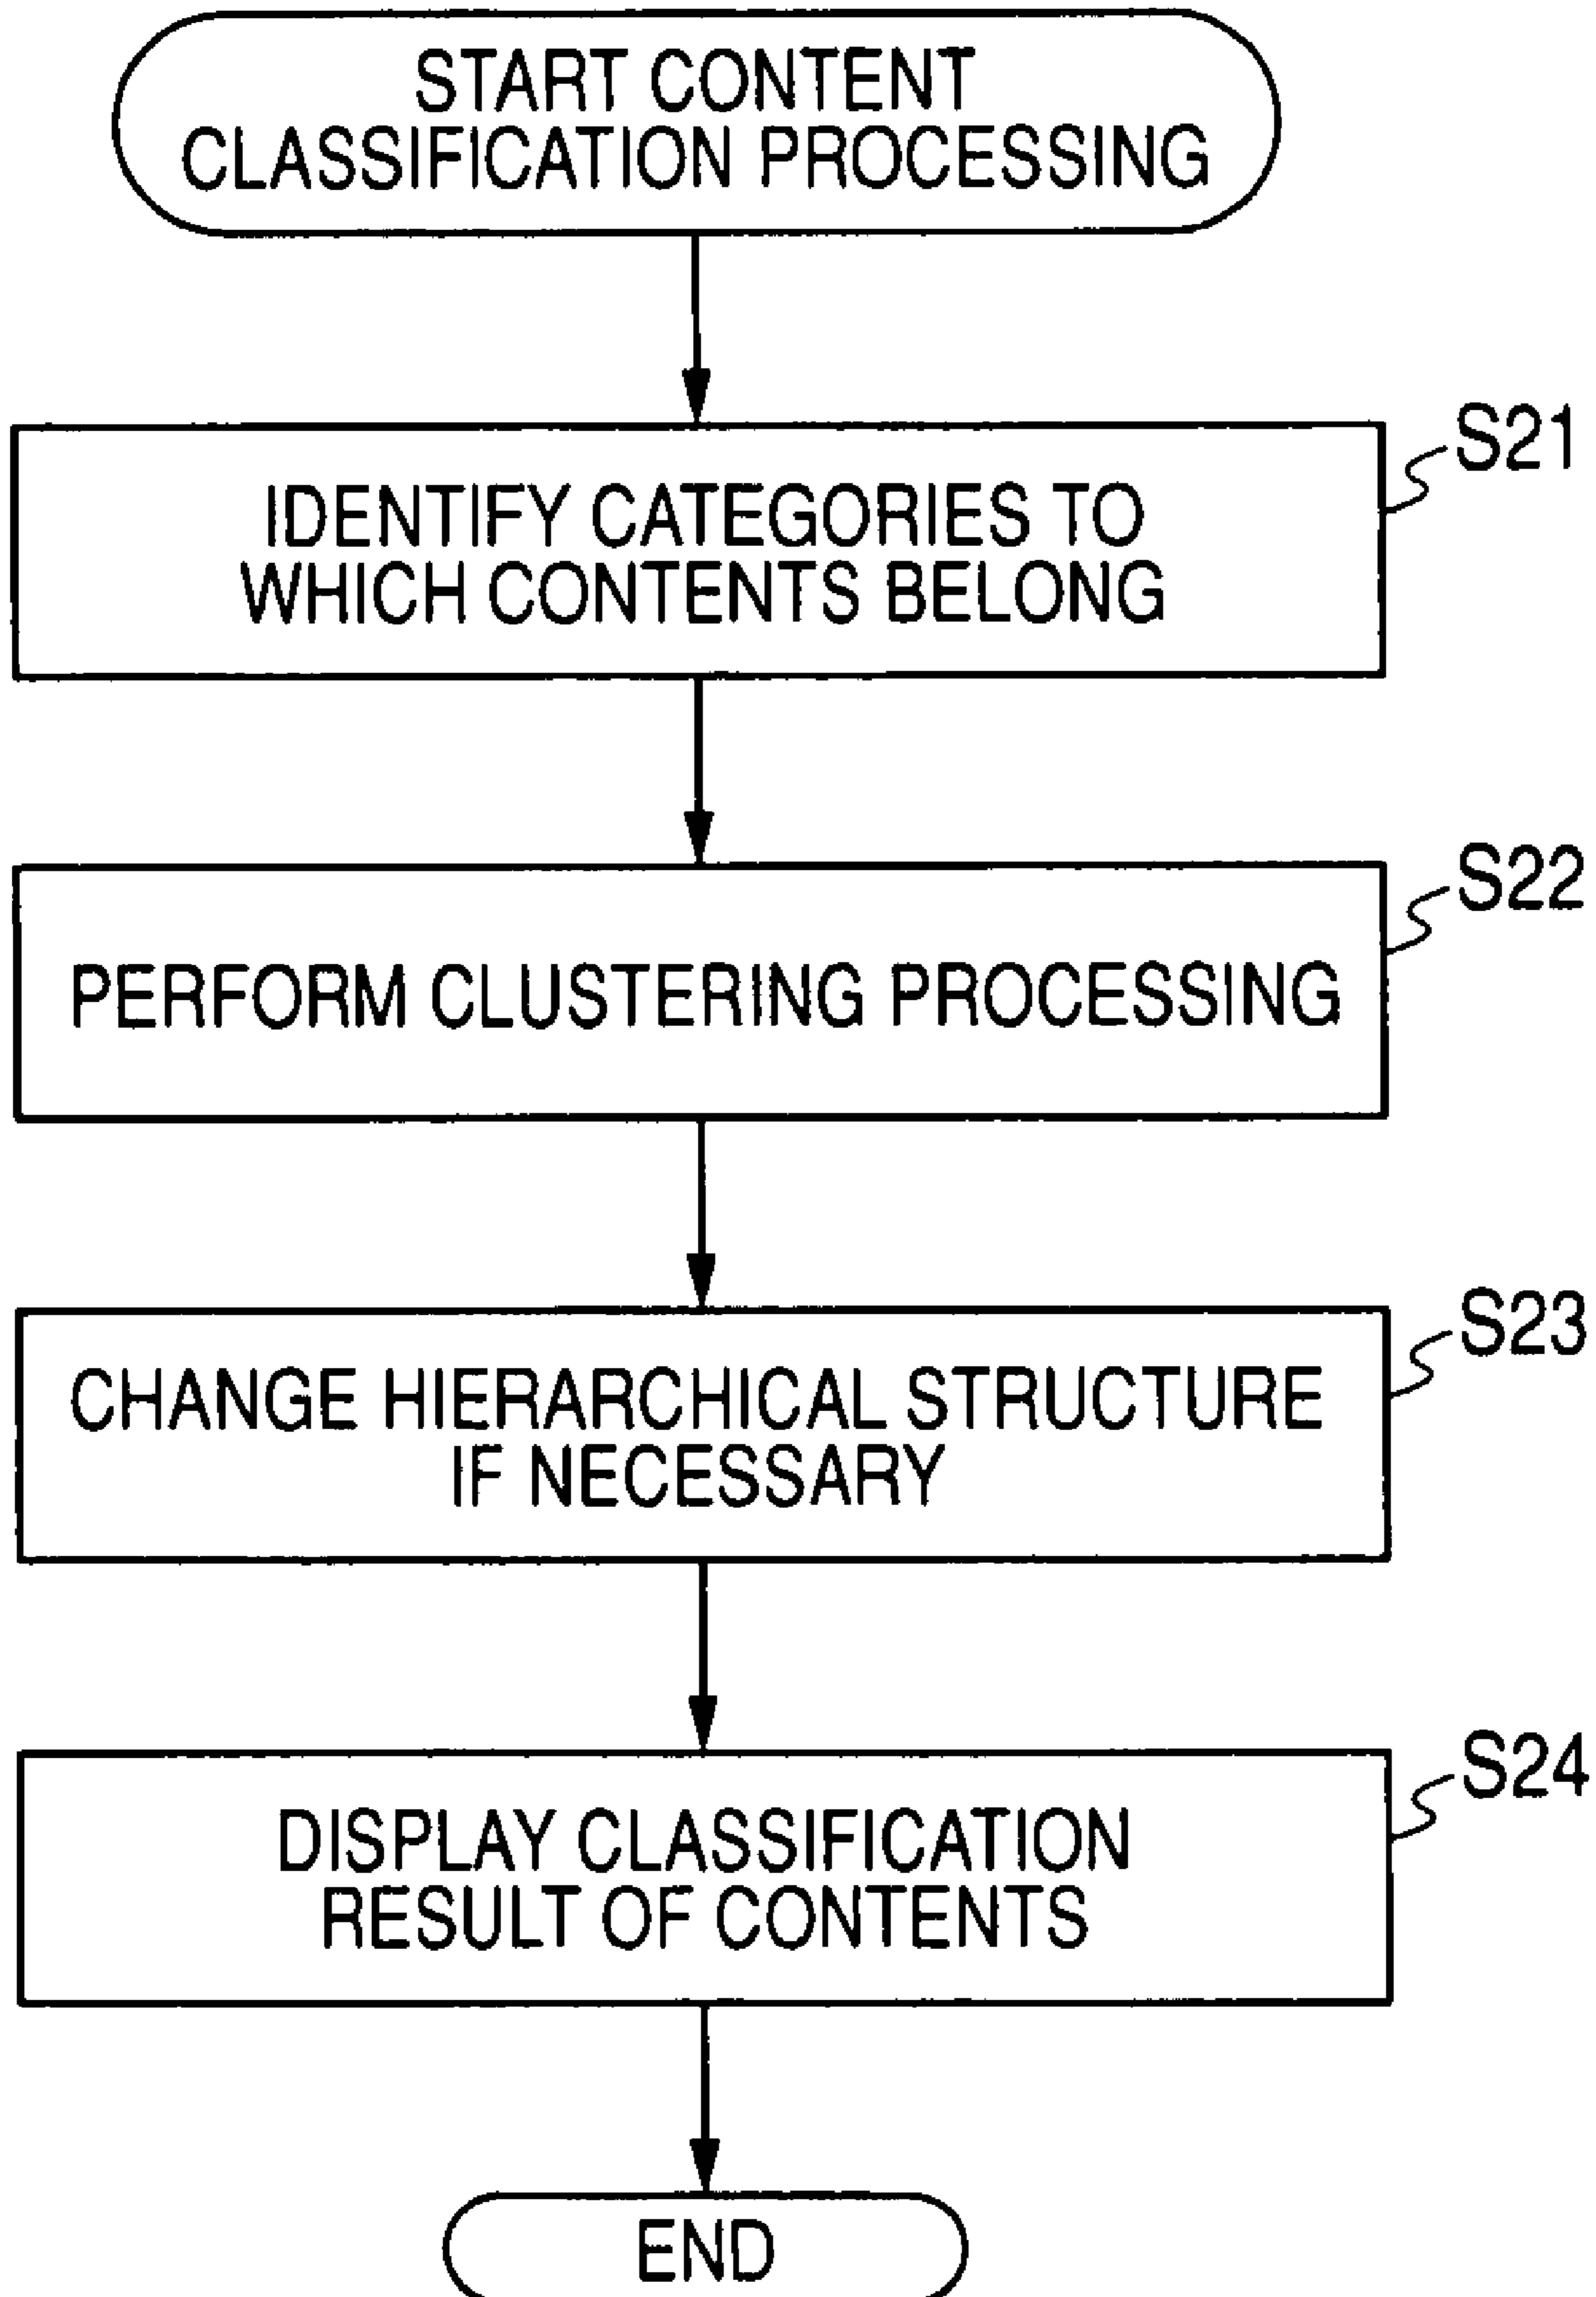 START CONTENT
CLASSIFICATION PROCESSING
S21
IDENTIFY CATEGORIES TO
WHICH CONTENTS BELONG
S22
PERFORM CLUSTERING PROCESSING
S23
CHANGE HIERARCHICAL STRUCTURE
IF NECESSARY
S24
DISPLAY CLASSIFICATION
RESULT OF CONTENTS
END